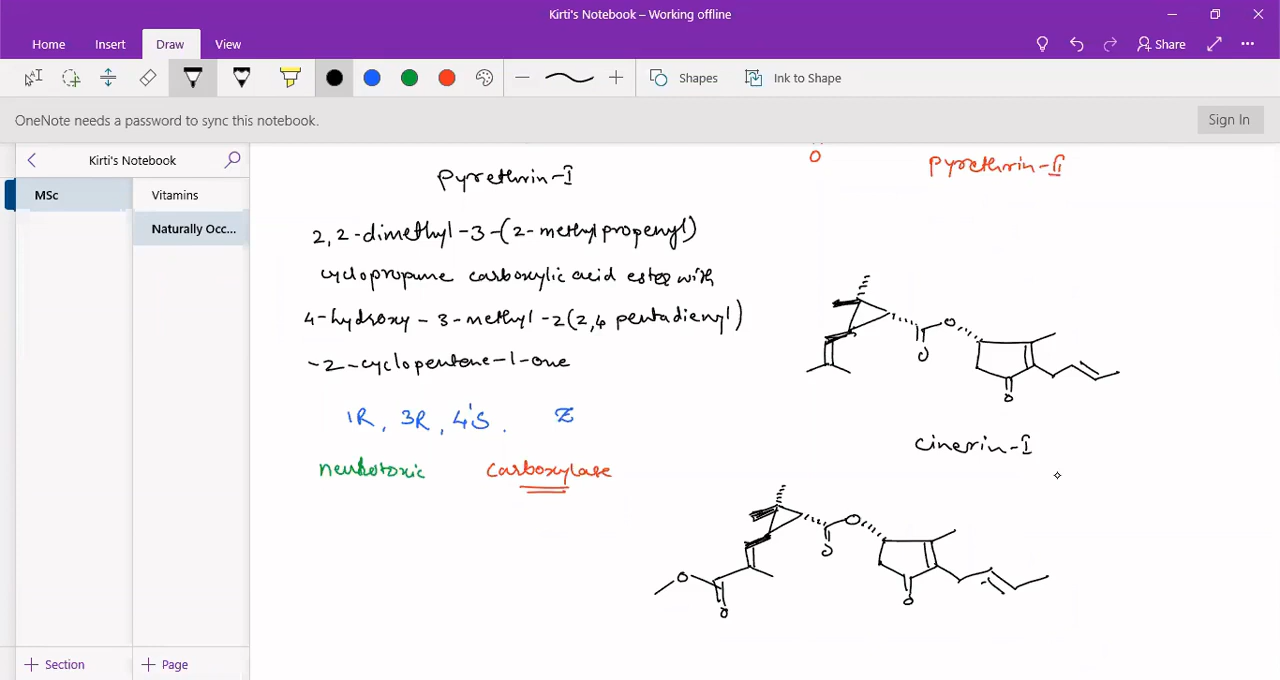 Kirti's Notebook – Working offline
Home Insert Draw View
Share
Shapes Ink to Shape
OneNote needs a password to sync this notebook.
Sign In
Kirti's Notebook
MSc
Vitamins
Naturally Occ...
O
Pyrethrin-I
Pyrethrin-II
2,2-dimethyl-3-(2-methylpropenyl)
cyclopropane carboxylic acid ester with
4-hydroxy-3-methyl-2(2,4 pentadienyl)
-2-cyclopentene-1-one
1R, 3R, 4'S, Z
neurotoxic carboxylase
O
O
O
Cinerin-I
O
O
O
O
O
+ Section
+ Page